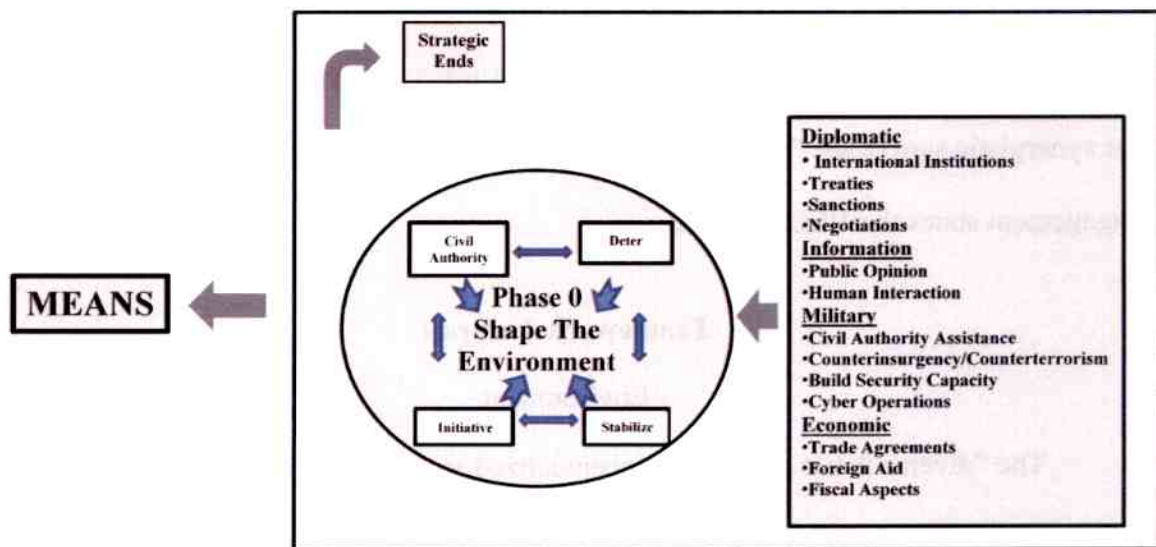 Strategic
Ends
MEANS
Civil
Authority
Deter
Phase 0
Shape The
Environment
Initiative
Stabilize
Diplomatic
• International Institutions
•Treaties
•Sanctions
•Negotiations
Information
•Public Opinion
•Human Interaction
Military
•Civil Authority Assistance
•Counterinsurgency/Counterterrorism
•Build Security Capacity
•Cyber Operations
Economic
•Trade Agreements
•Foreign Aid
•Fiscal Aspects